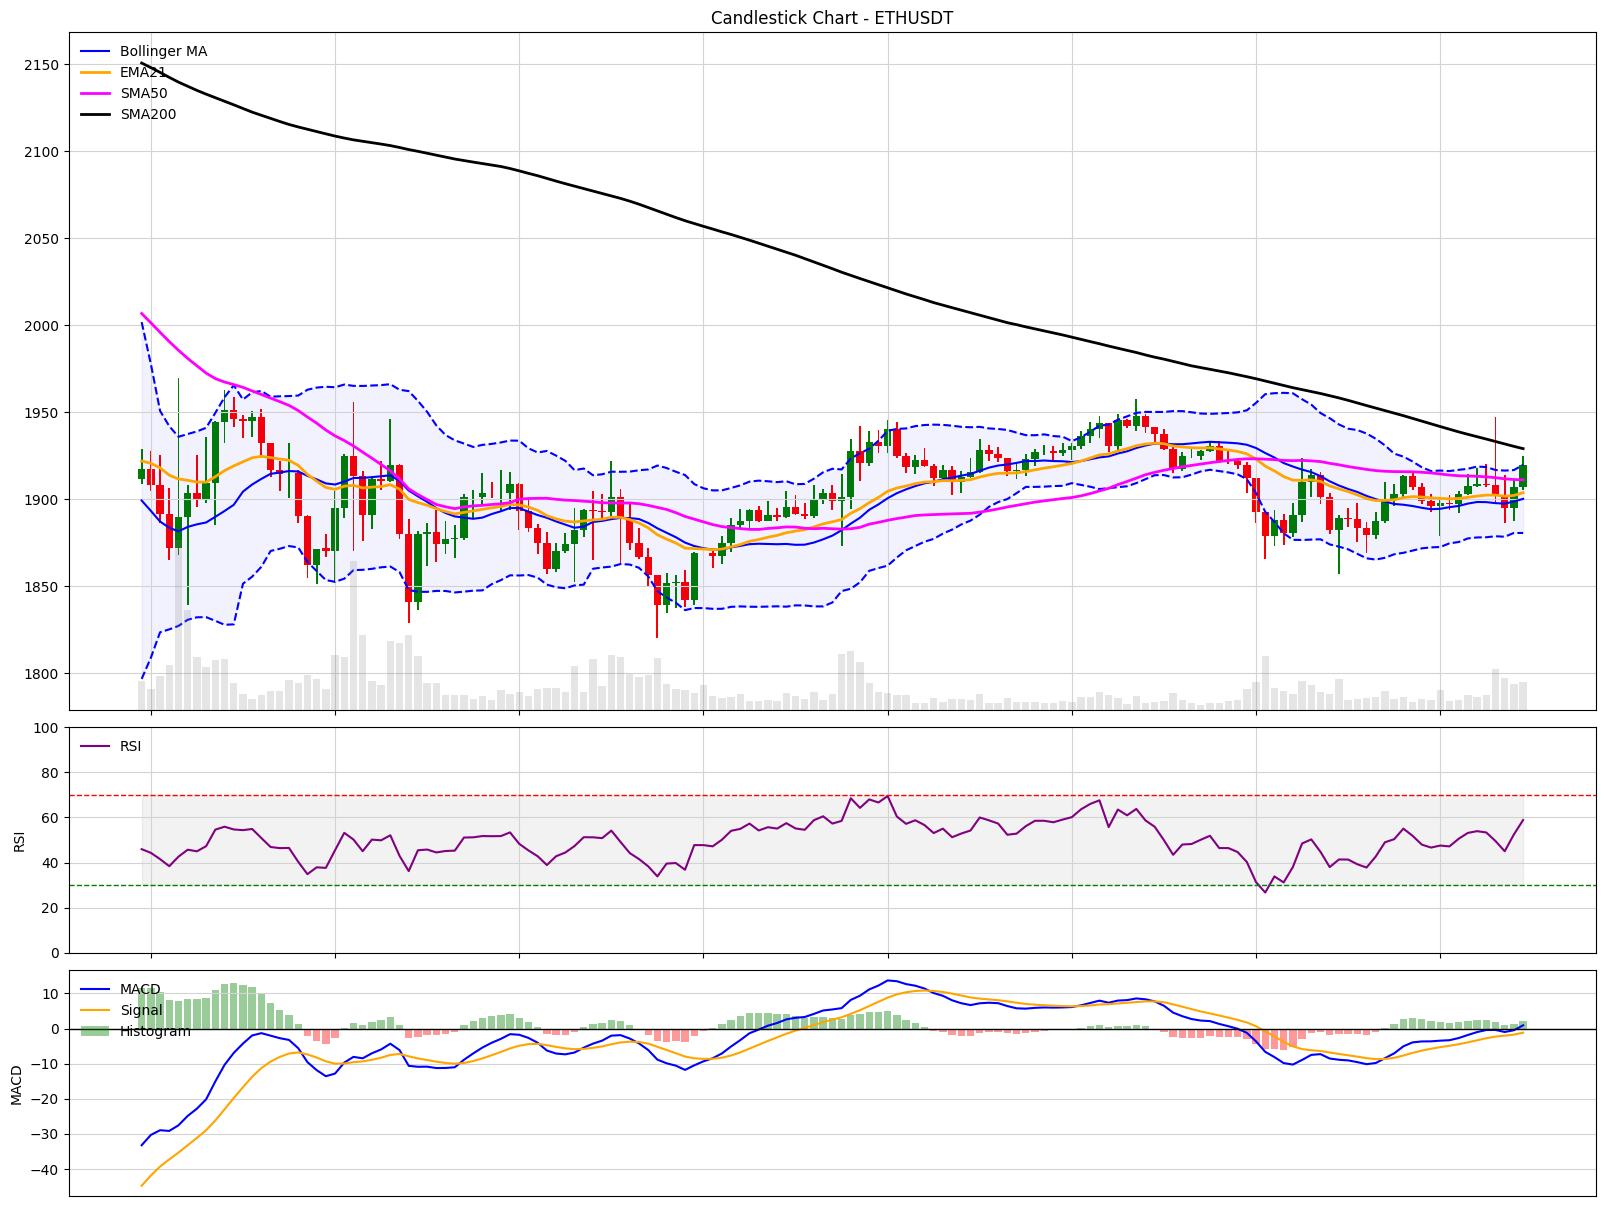 Candlestick Chart - ETHUSDT
Bollinger MA
EMA21
SMA50
SMA200
2150
2100
2050
2000
1950
1900
1850
1800
RSI
100
80
60
40
20
0
RSI
MACD
Signal
Histogram
10
0
−10
−20
−30
−40
MACD